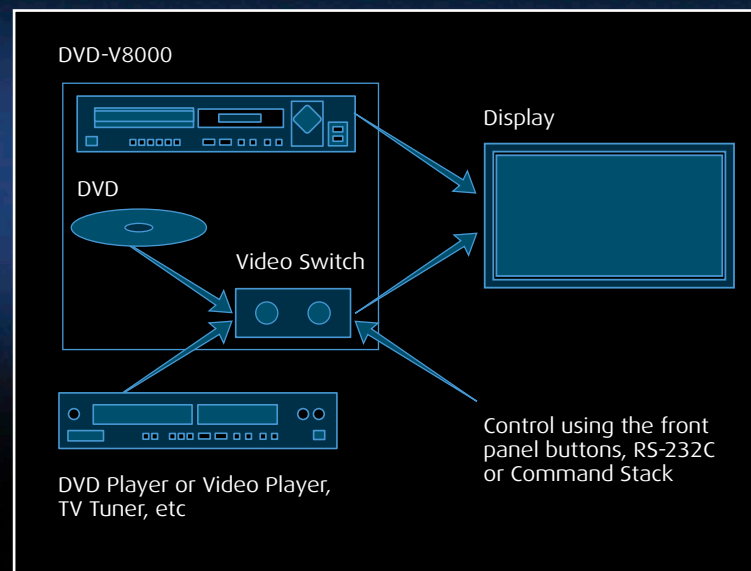 DVD-V8000
Display
DVD
Video Switch
Control using the front
panel buttons, RS-232C
or Command Stack
DVD Player or Video Player,
TV Tuner, etc